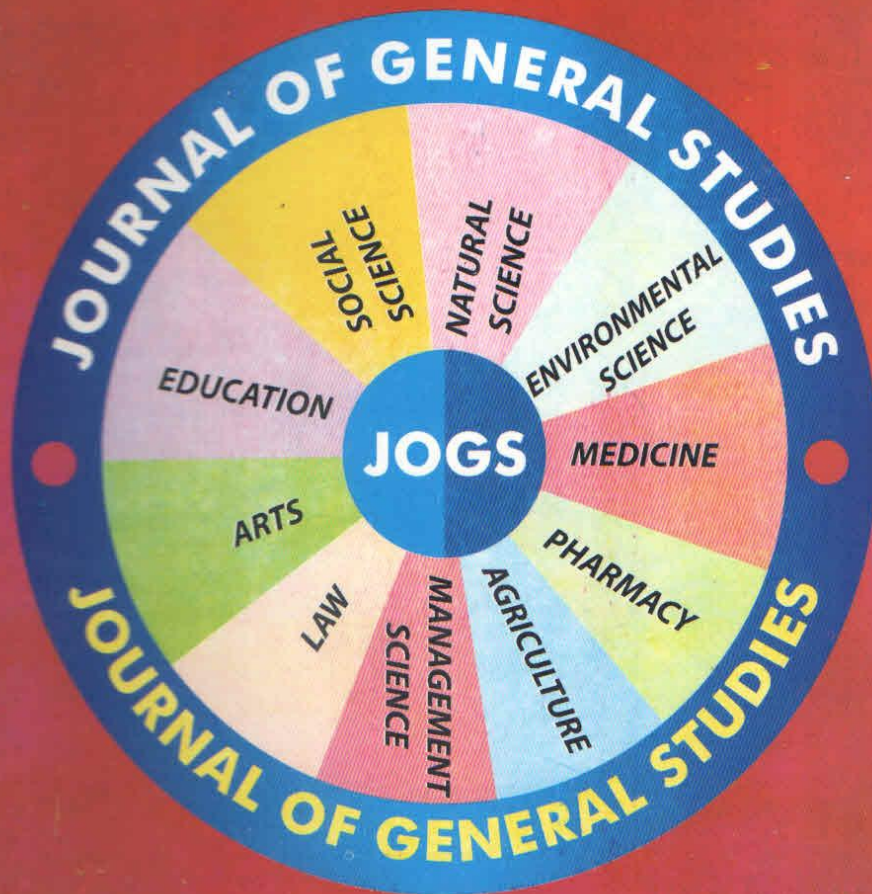 JOURNAL OF GENERAL STUDIES
SOCIAL
SCIENCE
NATURAL
SCIENCE
ENVIRONMENTAL
SCIENCE
EDUCATION
JOGS
MEDICINE
ARTS
PHARMACY
LAW
MANAGEMENT
SCIENCE
AGRICULTURE
JOURNAL OF GENERAL STUDIES